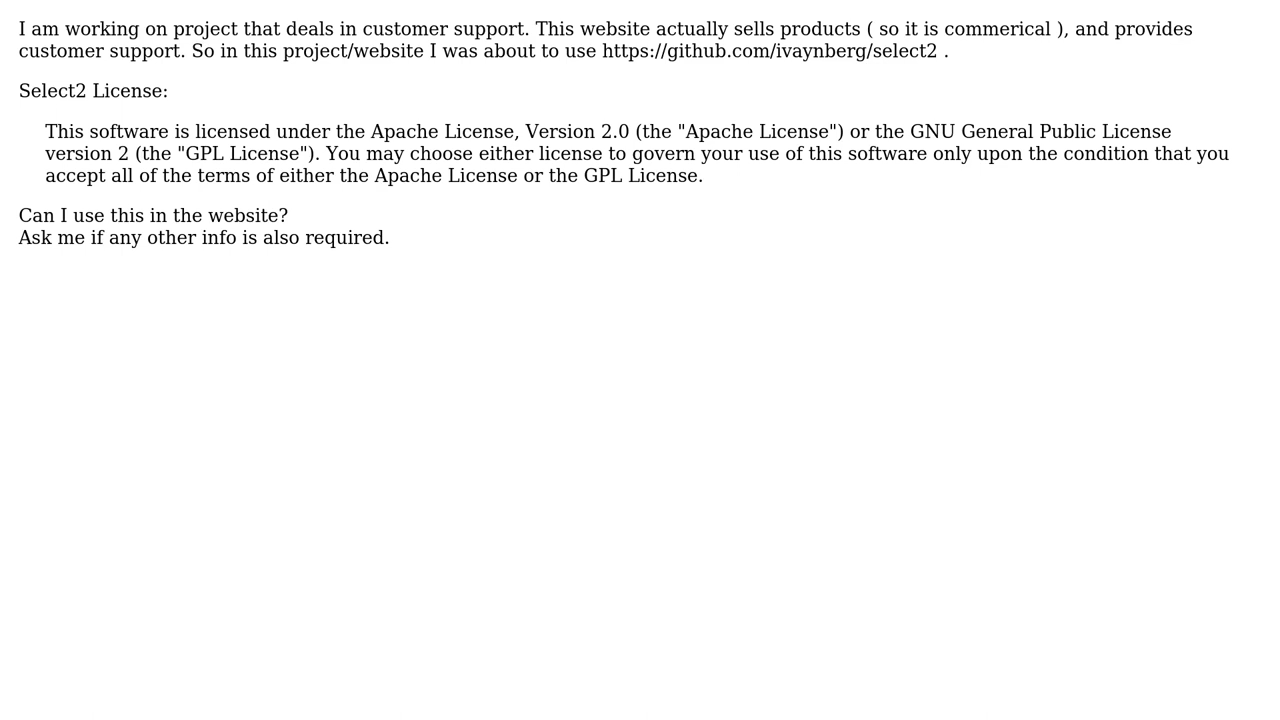 I am working on project that deals in customer support. This website actually sells products ( so it is commerical ), and provides
customer support. So in this project/website I was about to use https://github.com/ivaynberg/select2 .
Select2 License:
This software is licensed under the Apache License, Version 2.0 (the "Apache License") or the GNU General Public License
version 2 (the "GPL License"). You may choose either license to govern your use of this software only upon the condition that you
accept all of the terms of either the Apache License or the GPL License.
Can I use this in the website?
Ask me if any other info is also required.